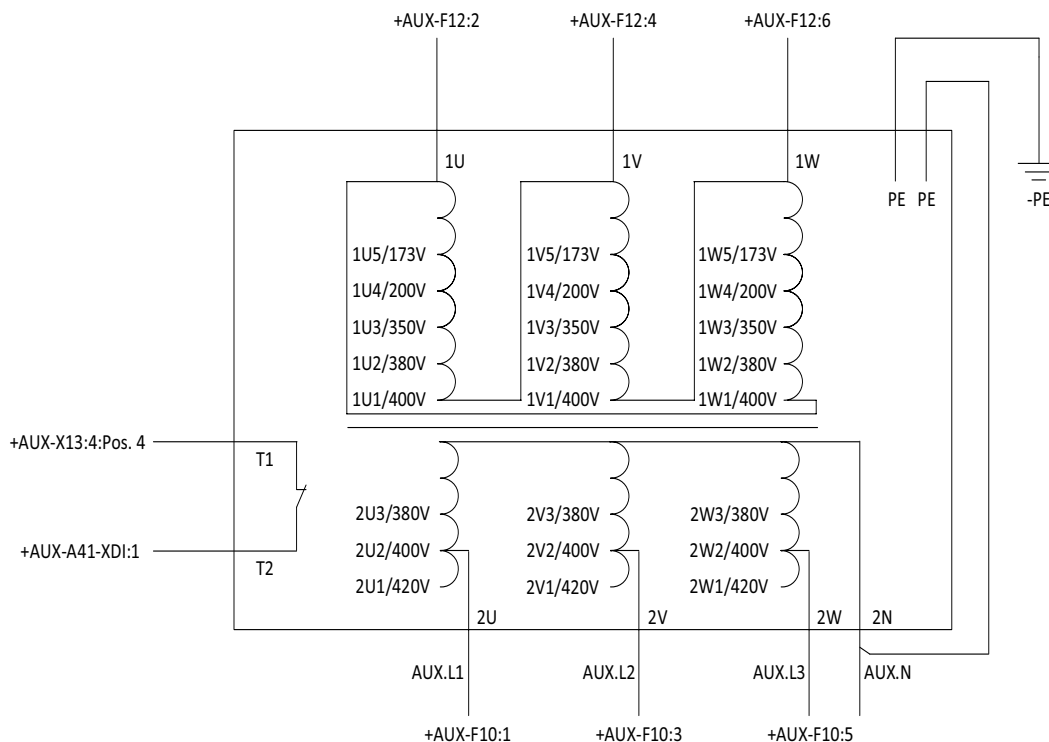 +AUX-F12:2 +AUX-F12:4 +AUX-F12:6
1U 1V 1W
PE PE -PE
1U5/173V 1V5/173V 1W5/173V
1U4/200V 1V4/200V 1W4/200V
1U3/350V 1V3/350V 1W3/350V
1U2/380V 1V2/380V 1W2/380V
1U1/400V 1V1/400V 1W1/400V
+AUX-X13:4:Pos. 4
T1
2U3/380V 2V3/380V 2W3/380V
+AUX-A41-XDI:1 2U2/400V 2V2/400V 2W2/400V
T2
2U1/420V 2V1/420V 2W1/420V
2U 2V 2W 2N
AUX.L1 AUX.L2 AUX.L3 AUX.N
+AUX-F10:1 +AUX-F10:3 +AUX-F10:5